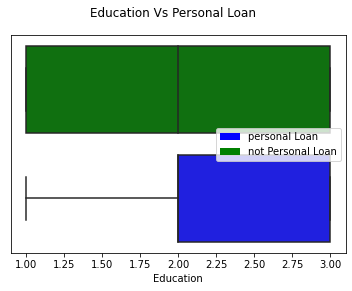 Education Vs Personal Loan
personal Loan
not Personal Loan
1.00 1.25 1.50 1.75 2.00 2.25 2.50 2.75 3.00
Education